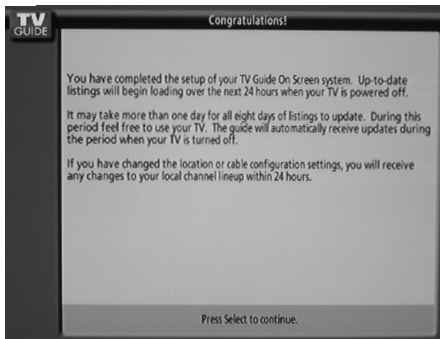 TV
GUIDE
Congratulations!
You have completed the setup of your TV Guide On Screen system. Up-to-date
listings will begin loading over the next 24 hours when your TV is powered off.
It may take more than one day for all eight days of listings to update. During this
period feel free to use your TV. The guide will automatically receive updates during
the period when your TV is turned off.
If you have changed the location or cable configuration settings, you will receive
any changes to your local channel lineup within 24 hours.
Press Select to continue.